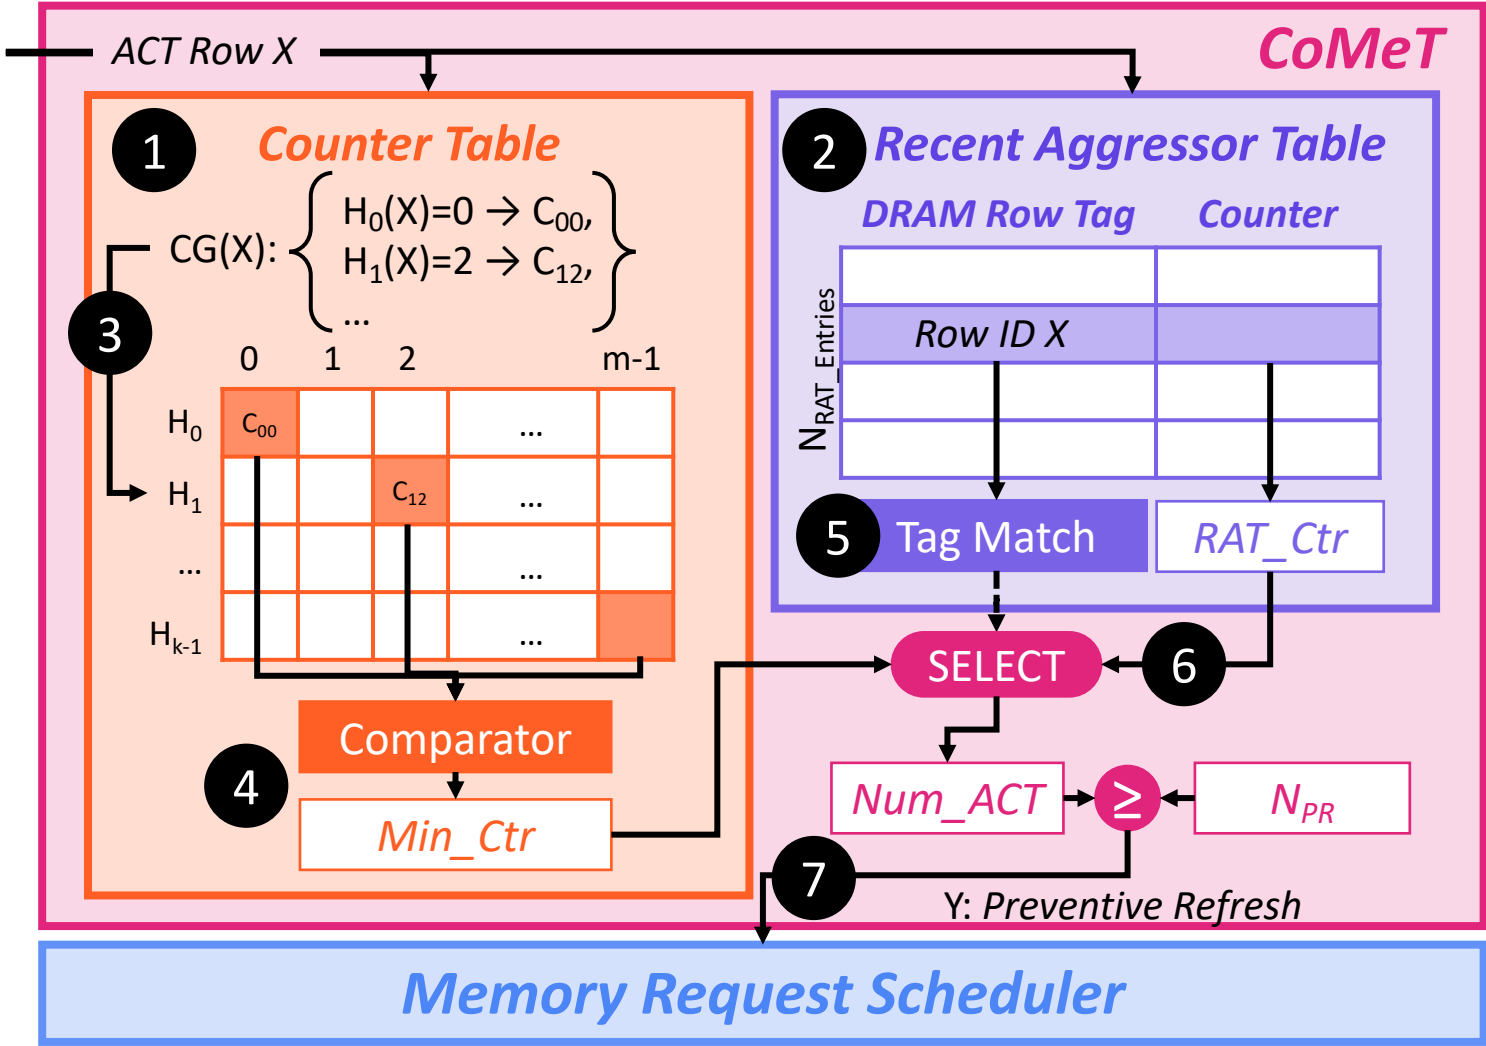 CoMeT
ACT Row X
1
Counter Table
H0(X)=0 → C00,
CG(X):
H1(X)=2 → C12,
...
3
0 1 2 m-1
H0 C00 ...
H1 C12 ...
... ...
Hk-1 ...
Comparator
4
Min_Ctr
2
Recent Aggressor Table
DRAM Row Tag Counter
NRAT_Entries
Row ID X
5
Tag Match
RAT_Ctr
SELECT
6
Num_ACT
≥
NPR
7
Y: Preventive Refresh
Memory Request Scheduler